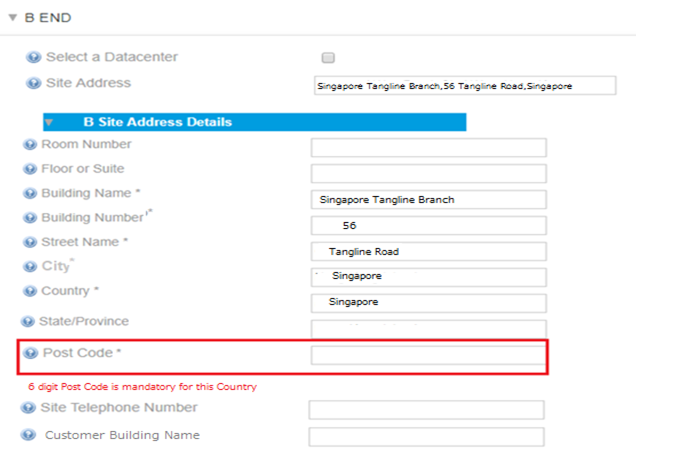 B END
Select a Datacenter
Site Address Singapore Tangline Branch,56 Tangline Road,Singapore
B Site Address Details
Room Number
Floor or Suite
Building Name * Singapore Tangline Branch
Building Number * 56
Street Name * Tangline Road
City * Singapore
Country * Singapore
State/Province
Post Code *
6 digit Post Code is mandatory for this Country
Site Telephone Number
Customer Building Name